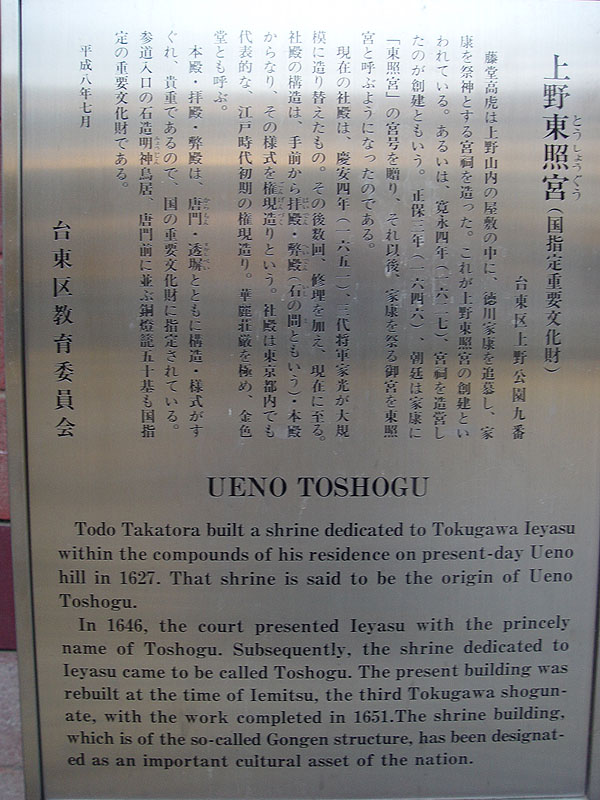 上野東照宮（国指定重要文化財）
とうしょうぐう
台東区上野公園九番
藤堂高虎は上野山内の屋敷の中に、徳川家康を追慕し、家
康を祭神とする宮祠を造った。これが上野東照宮の創建とい
われている。あるいは、寛永四年（一六二七）、宮祠を造営し
たのが創建ともいう。正保三年（一六四六）、朝廷は家康に
「東照宮」の宮号を贈り、それ以後、家康を祭る御宮を東照
宮と呼ぶようになったのである。
現在の社殿は、慶安四年（一六五一）、三代将軍家光が大規
模に造り替えたもの。その後数回、修理を加え、現在に至る。
社殿の構造は、手前から拝殿・弊殿（石の間ともいう）・本殿
からなり、その様式を権現造りという。社殿は東京都内でも
代表的な、江戸時代初期の権現造り。華麗荘厳を極め、金色
堂とも呼ぶ。
本殿・拝殿・弊殿は、唐門・透塀とともに構造・様式がす
ぐれ、貴重であるので、国の重要文化財に指定されている。
参道入口の石造明神鳥居、唐門前に並ぶ銅燈籠五十基も国指
定の重要文化財である。
平成八年七月
台東区教育委員会
UENO TOSHOGU
Todo Takatora built a shrine dedicated to Tokugawa Ieyasu
within the compounds of his residence on present-day Ueno
hill in 1627. That shrine is said to be the origin of Ueno
Toshogu.
In 1646, the court presented Ieyasu with the princely
name of Toshogu. Subsequently, the shrine dedicated to
Ieyasu came to be called Toshogu. The present building was
rebuilt at the time of Iemitsu, the third Tokugawa shogun-
ate, with the work completed in 1651.The shrine building,
which is of the so-called Gongen structure, has been designat-
ed as an important cultural asset of the nation.